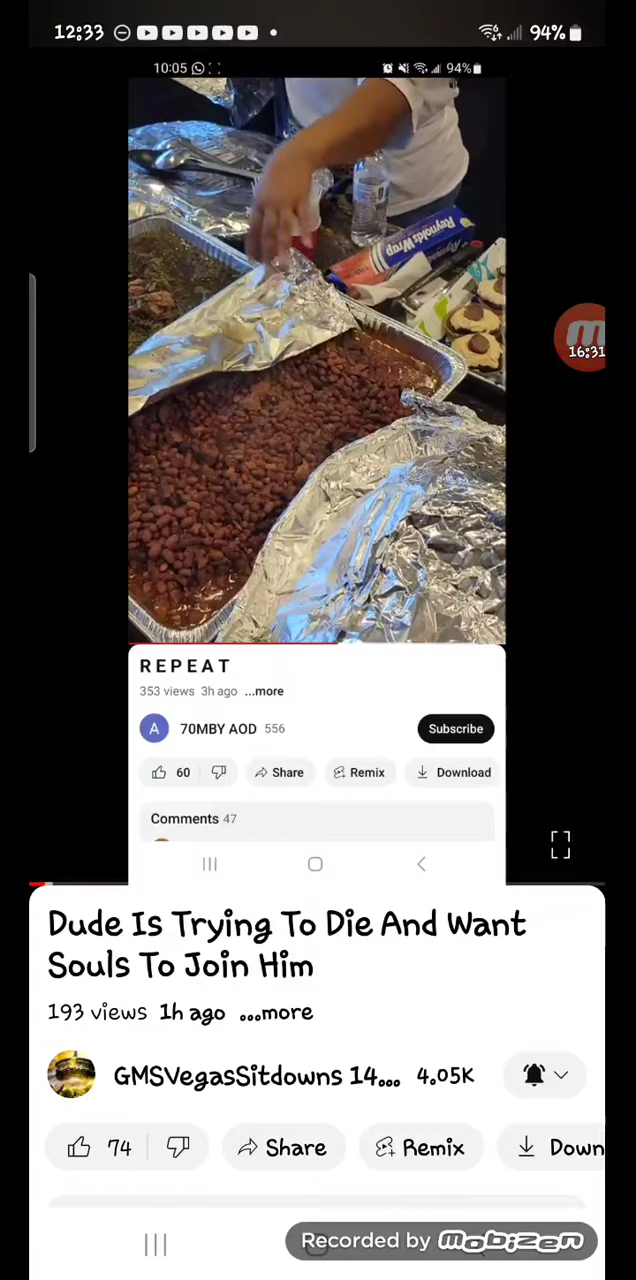 12:33 94%
10:05 94%
Reynolds Wrap
16:31
REPEAT
353 views 3h ago ...more
A 70MBY AOD 556 Subscribe
60 Share Remix Download
Comments 47
Dude Is Trying To Die And Want
Souls To Join Him
193 views 1h ago ...more
GMSVegasSitdowns 14... 4.05K
74 Share Remix Down
Recorded by mobizen